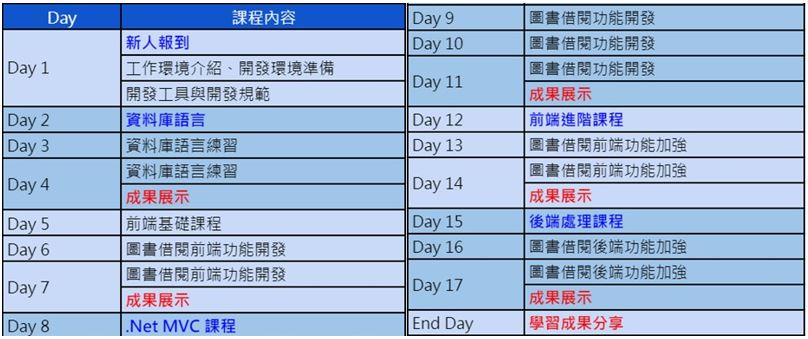 Day 課程內容
Day 1 新人報到
工作環境介紹、開發環境準備
開發工具與開發規範
Day 2 資料庫語言
Day 3 資料庫語言練習
Day 4 資料庫語言練習
成果展示
Day 5 前端基礎課程
Day 6 圖書借閱前端功能開發
Day 7 圖書借閱前端功能開發
成果展示
Day 8 .Net MVC 課程
Day 9 圖書借閱功能開發
Day 10 圖書借閱功能開發
Day 11 圖書借閱功能開發
成果展示
Day 12 前端進階課程
Day 13 圖書借閱前端功能加強
Day 14 圖書借閱前端功能加強
成果展示
Day 15 後端處理課程
Day 16 圖書借閱後端功能加強
Day 17 圖書借閱後端功能加強
成果展示
End Day 學習成果分享